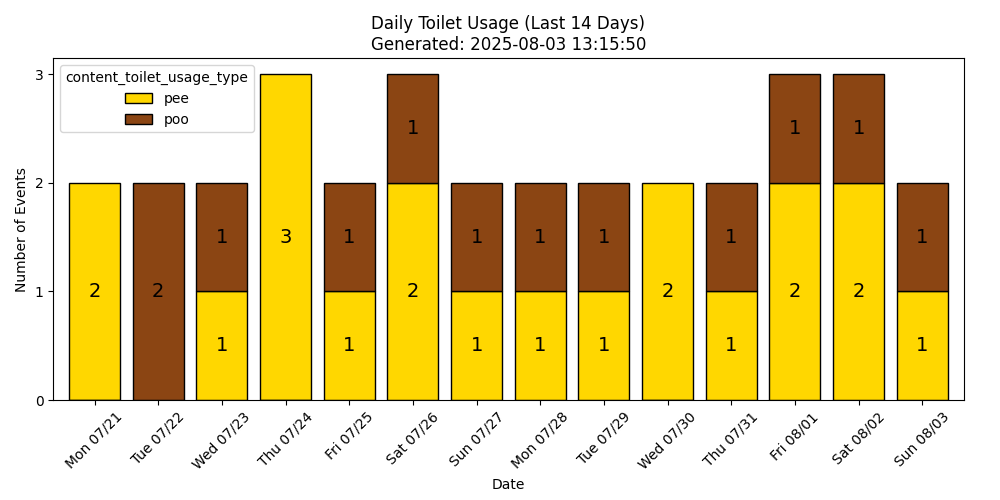 Daily Toilet Usage (Last 14 Days)
Generated: 2025-08-03 13:15:50
content_toilet_usage_type
pee
poo
Number of Events
3
2
1
0
2
2
1
1
3
1
1
1
2
1
1
1
1
1
1
2
1
1
1
2
1
2
1
1
Mon 07/21
Tue 07/22
Wed 07/23
Thu 07/24
Fri 07/25
Sat 07/26
Sun 07/27
Mon 07/28
Tue 07/29
Wed 07/30
Thu 07/31
Fri 08/01
Sat 08/02
Sun 08/03
Date